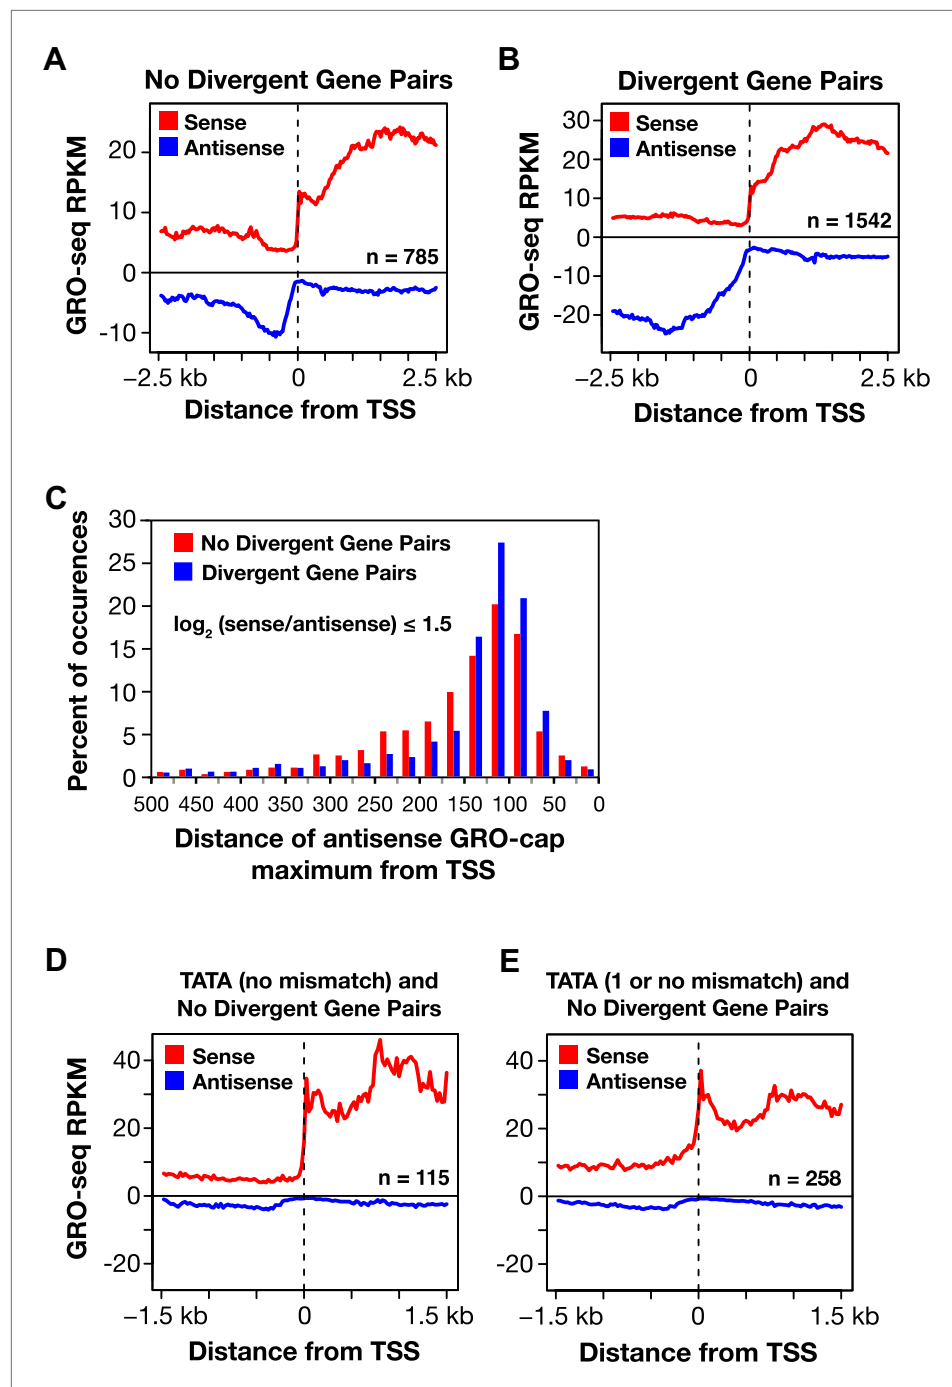 A
No Divergent Gene Pairs
Sense
Antisense
GRO-seq RPKM
20
10
0
-10
n = 785
−2.5 kb 0 2.5 kb
Distance from TSS
B
Divergent Gene Pairs
Sense
Antisense
GRO-seq RPKM
30
20
10
0
-10
-20
n = 1542
−2.5 kb 0 2.5 kb
Distance from TSS
C
No Divergent Gene Pairs
Divergent Gene Pairs
log2 (sense/antisense) ≤ 1.5
Percent of occurences
30
25
20
15
10
5
0
500 450 400 350 300 250 200 150 100 50 0
Distance of antisense GRO-cap
maximum from TSS
D
TATA (no mismatch) and
No Divergent Gene Pairs
Sense
Antisense
GRO-seq RPKM
40
20
0
-20
n = 115
−1.5 kb 0 1.5 kb
Distance from TSS
E
TATA (1 or no mismatch) and
No Divergent Gene Pairs
Sense
Antisense
40
20
0
-20
n = 258
−1.5 kb 0 1.5 kb
Distance from TSS